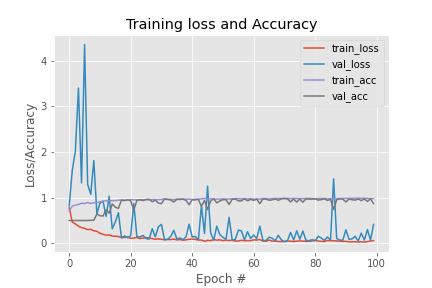 Training loss and Accuracy
train_loss
val_loss
train_acc
val_acc
4
3
2
1
0
Loss/Accuracy
0 20 40 60 80 100
Epoch #